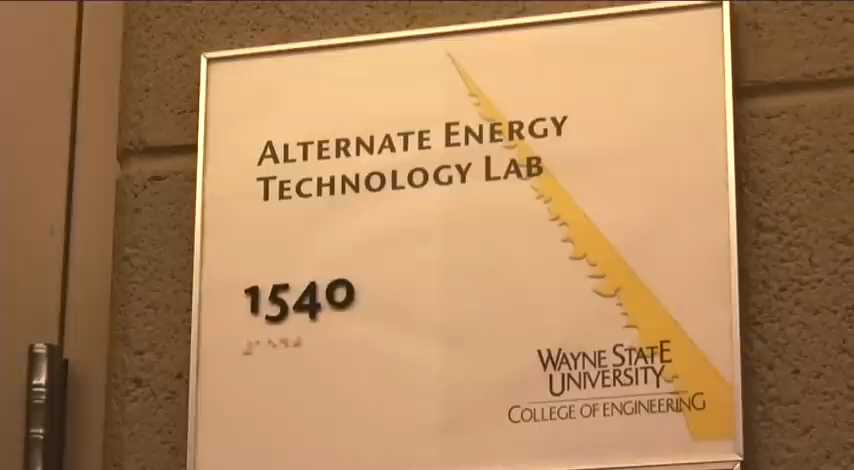 ALTERNATE ENERGY
TECHNOLOGY LAB
1540
WAYNE STATE
UNIVERSITY
COLLEGE OF ENGINEERING